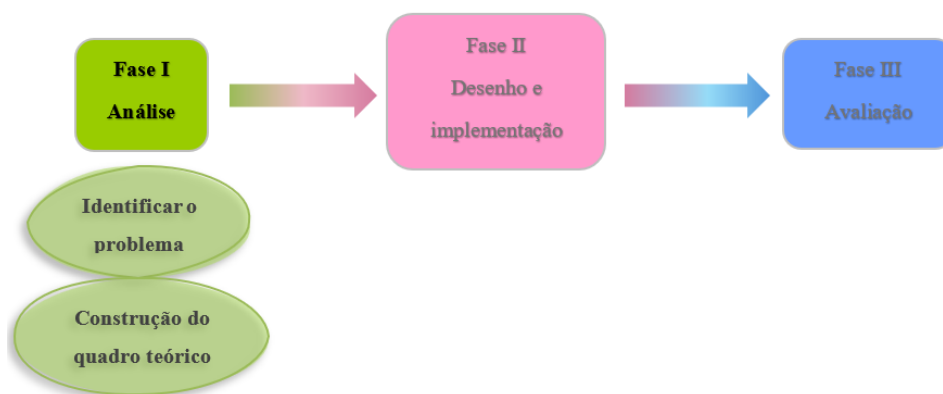 Fase I
Análise
Fase II
Desenho e
implementação
Fase III
Avaliação
Identificar o
problema
Construção do
quadro teórico